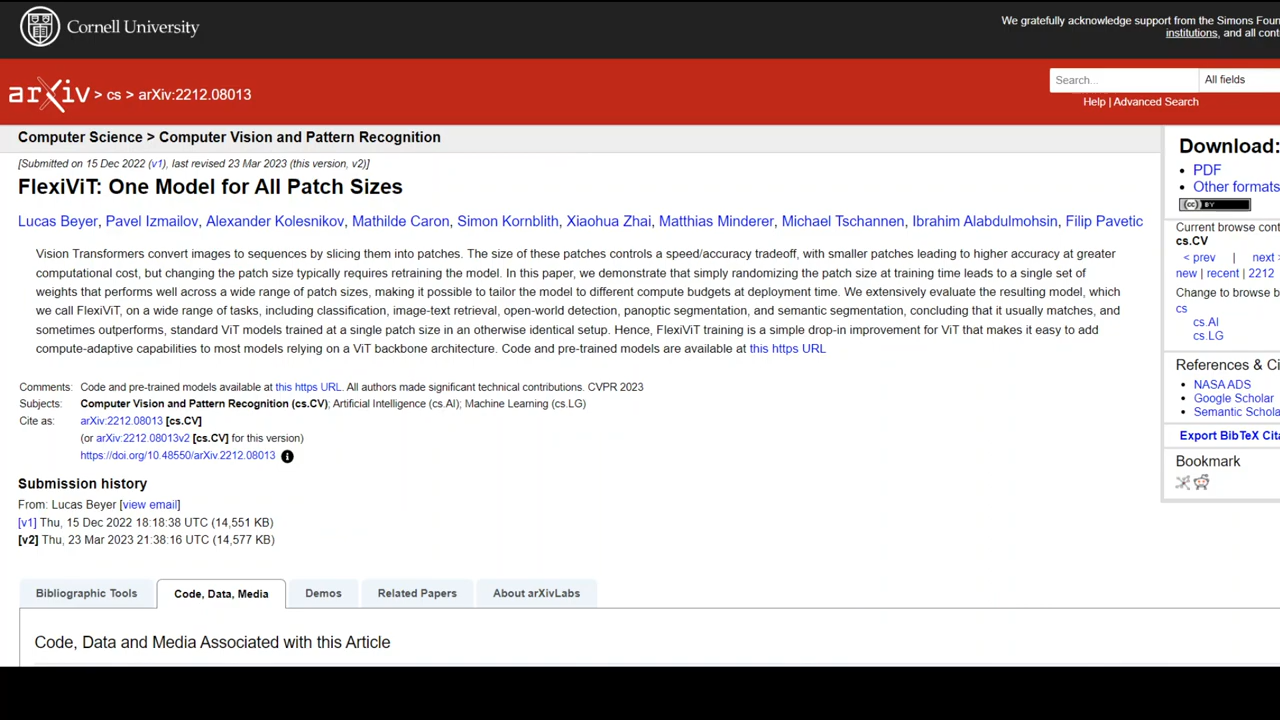 Cornell University
We gratefully acknowledge support from the Simons Foun
institutions, and all cont
arXiv > cs > arXiv:2212.08013
Search...
All fields
Help | Advanced Search
Computer Science > Computer Vision and Pattern Recognition
[Submitted on 15 Dec 2022 (v1), last revised 23 Mar 2023 (this version, v2)]
FlexiViT: One Model for All Patch Sizes
Lucas Beyer, Pavel Izmailov, Alexander Kolesnikov, Mathilde Caron, Simon Kornblith, Xiaohua Zhai, Matthias Minderer, Michael Tschannen, Ibrahim Alabdulmohsin, Filip Pavetic
Vision Transformers convert images to sequences by slicing them into patches. The size of these patches controls a speed/accuracy tradeoff, with smaller patches leading to higher accuracy at greater
computational cost, but changing the patch size typically requires retraining the model. In this paper, we demonstrate that simply randomizing the patch size at training time leads to a single set of
weights that performs well across a wide range of patch sizes, making it possible to tailor the model to different compute budgets at deployment time. We extensively evaluate the resulting model, which
we call FlexiViT, on a wide range of tasks, including classification, image-text retrieval, open-world detection, panoptic segmentation, and semantic segmentation, concluding that it usually matches, and
sometimes outperforms, standard ViT models trained at a single patch size in an otherwise identical setup. Hence, FlexiViT training is a simple drop-in improvement for ViT that makes it easy to add
compute-adaptive capabilities to most models relying on a ViT backbone architecture. Code and pre-trained models are available at this https URL
Comments: Code and pre-trained models available at this https URL. All authors made significant technical contributions. CVPR 2023
Subjects: Computer Vision and Pattern Recognition (cs.CV); Artificial Intelligence (cs.AI); Machine Learning (cs.LG)
Cite as: arXiv:2212.08013 [cs.CV]
(or arXiv:2212.08013v2 [cs.CV] for this version)
https://doi.org/10.48550/arXiv.2212.08013
Submission history
From: Lucas Beyer [view email]
[v1] Thu, 15 Dec 2022 18:18:38 UTC (14,551 KB)
[v2] Thu, 23 Mar 2023 21:38:16 UTC (14,577 KB)
Bibliographic Tools
Code, Data, Media
Demos
Related Papers
About arXivLabs
Code, Data and Media Associated with this Article
Download:
PDF
Other formats
(cc) BY
Current browse cont
cs.CV
< prev | next >
new | recent | 2212
Change to browse b
cs
cs.AI
cs.LG
References & Ci
NASA ADS
Google Scholar
Semantic Schola
Export BibTeX Cita
Bookmark